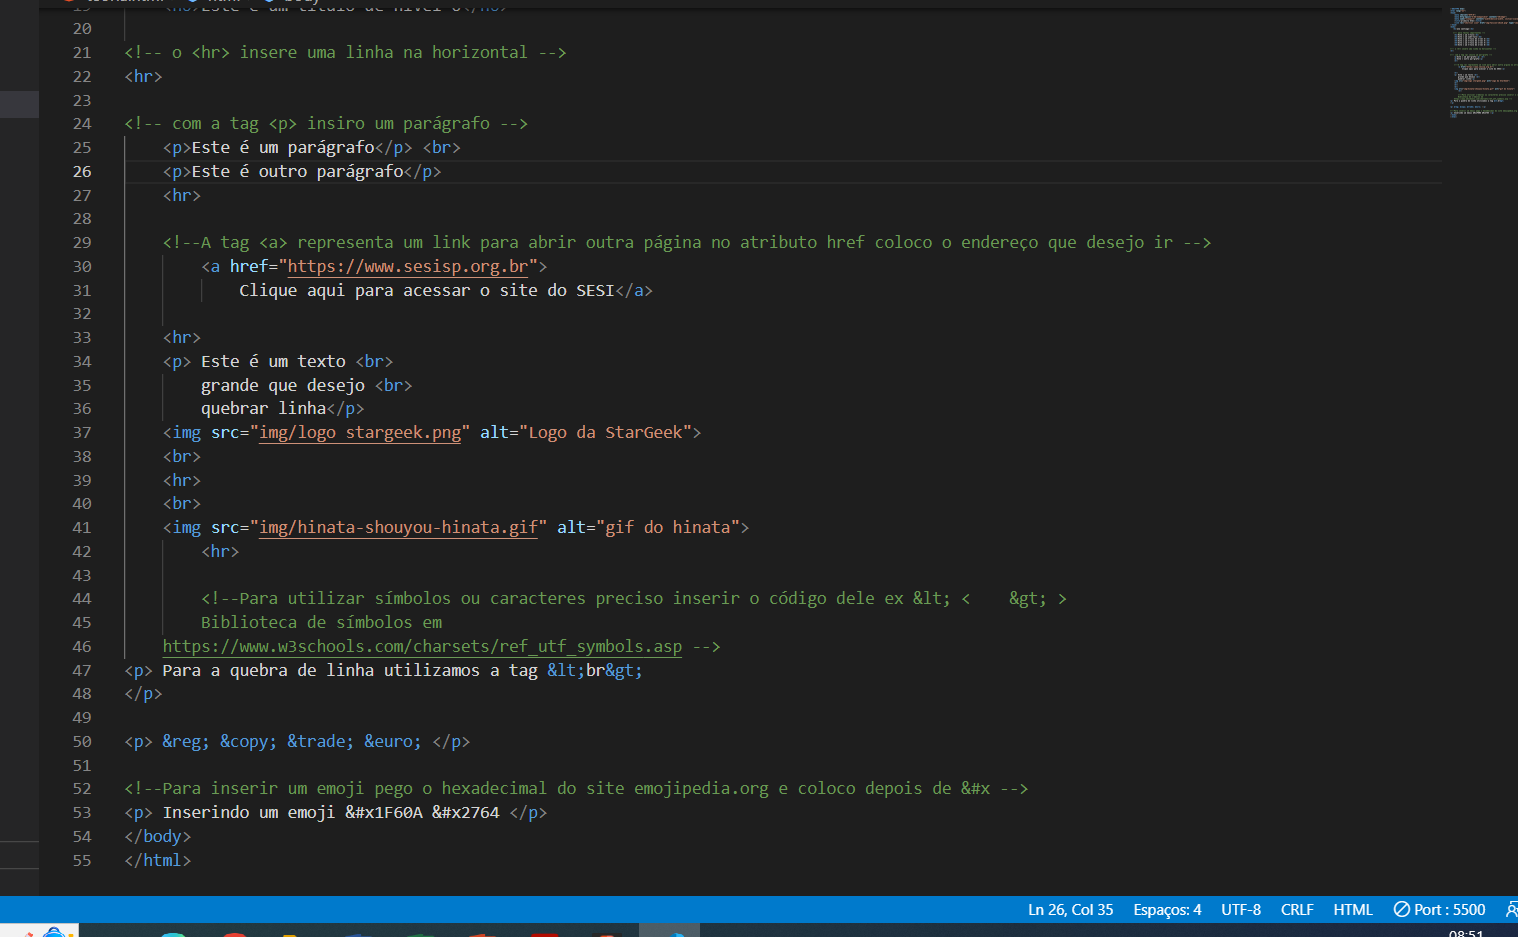 20
21 <!-- o <hr> insere uma linha na horizontal -->
22 <hr>
23
24 <!-- com a tag <p> insiro um parágrafo -->
25 <p>Este é um parágrafo</p> <br>
26 <p>Este é outro parágrafo</p>
27 <hr>
28
29 <!--A tag <a> representa um link para abrir outra página no atributo href coloco o endereço que desejo ir -->
30 <a href="https://www.sesisp.org.br">
31 Clique aqui para acessar o site do SESI</a>
32
33 <hr>
34 <p> Este é um texto <br>
35 grande que desejo <br>
36 quebrar linha</p>
37 <img src="img/logo stargeek.png" alt="Logo da StarGeek">
38 <br>
39 <hr>
40 <br>
41 <img src="img/hinata-shouyou-hinata.gif" alt="gif do hinata">
42 <hr>
43
44 <!--Para utilizar símbolos ou caracteres preciso inserir o código dele ex &lt; < &gt; >
45 Biblioteca de símbolos em
46 https://www.w3schools.com/charsets/ref_utf_symbols.asp -->
47 <p> Para a quebra de linha utilizamos a tag &lt;br&gt;
48 </p>
49
50 <p> &reg; &copy; &trade; &euro; </p>
51
52 <!--Para inserir um emoji pego o hexadecimal do site emojipedia.org e coloco depois de &#x -->
53 <p> Inserindo um emoji &#x1F60A &#x2764 </p>
54 </body>
55 </html>
Ln 26, Col 35 Espaços: 4 UTF-8 CRLF HTML Port : 5500
08:51